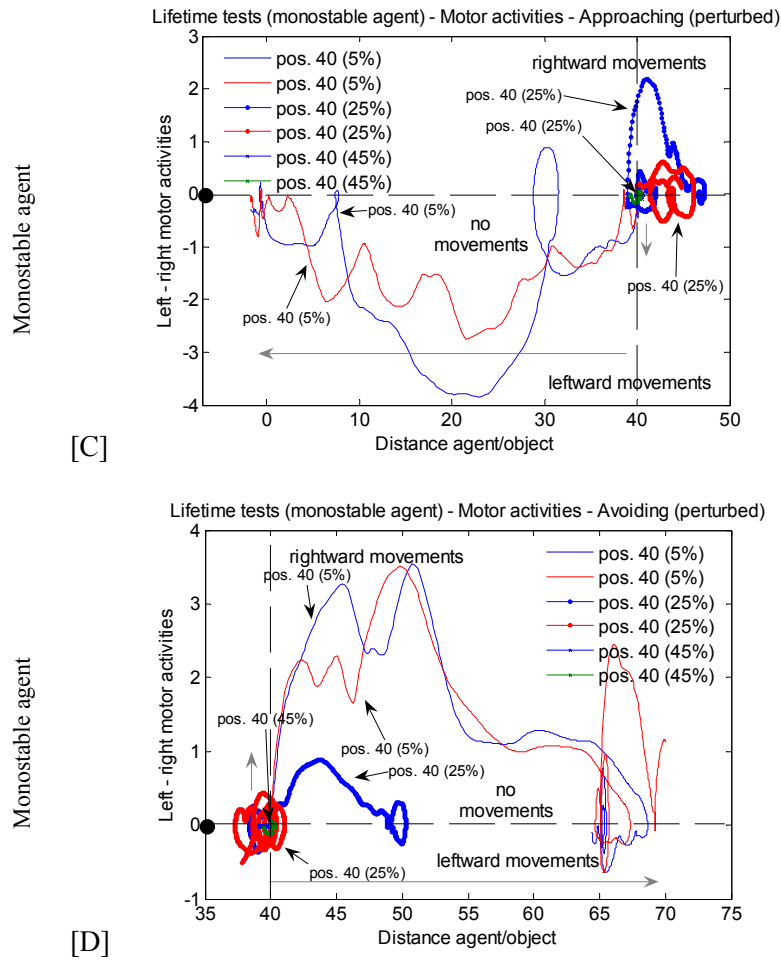 Lifetime tests (monostable agent) - Motor activities - Approaching (perturbed)
3
2
1
0
-1
-2
-3
-4
Left - right motor activities
Monostable agent
pos. 40 (5%)
pos. 40 (5%)
pos. 40 (25%)
pos. 40 (25%)
pos. 40 (45%)
pos. 40 (45%)
rightward movements
pos. 40 (25%)
pos. 40 (25%)
pos. 40 (5%)
no
movements
pos. 40 (25%)
pos. 40 (5%)
leftward movements
0
10
20
30
40
50
Distance agent/object
[C]
Lifetime tests (monostable agent) - Motor activities - Avoiding (perturbed)
4
3
2
1
0
-1
Left - right motor activities
Monostable agent
rightward movements
pos. 40 (5%)
pos. 40 (5%)
pos. 40 (5%)
pos. 40 (25%)
pos. 40 (25%)
pos. 40 (45%)
pos. 40 (45%)
pos. 40 (45%)
pos. 40 (5%)
pos. 40 (25%)
no
movements
leftward movements
pos. 40 (25%)
35
40
45
50
55
60
65
70
75
Distance agent/object
[D]